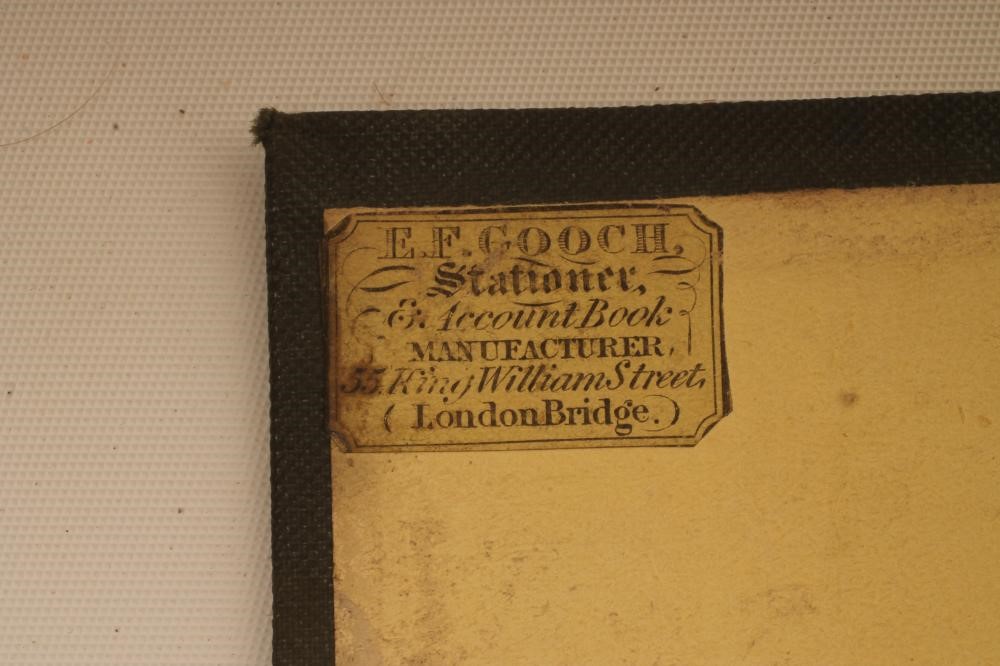 E.F. GOOCH,
Stationer,
& Account Book
MANUFACTURER,
55, King William Street,
(London Bridge.)